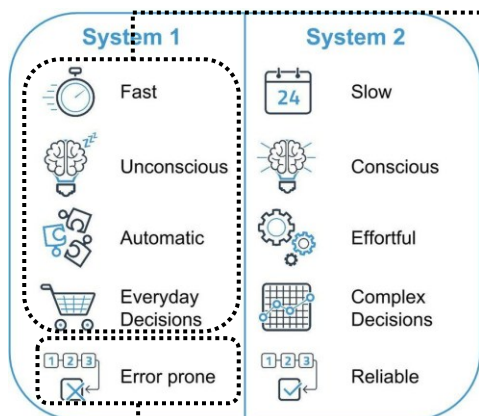 System 1
System 2
Fast
24
Slow
zzz
Unconscious
Conscious
Automatic
Effortful
Everyday
Decisions
Complex
Decisions
1 2 3
Error prone
1 2 3
Reliable